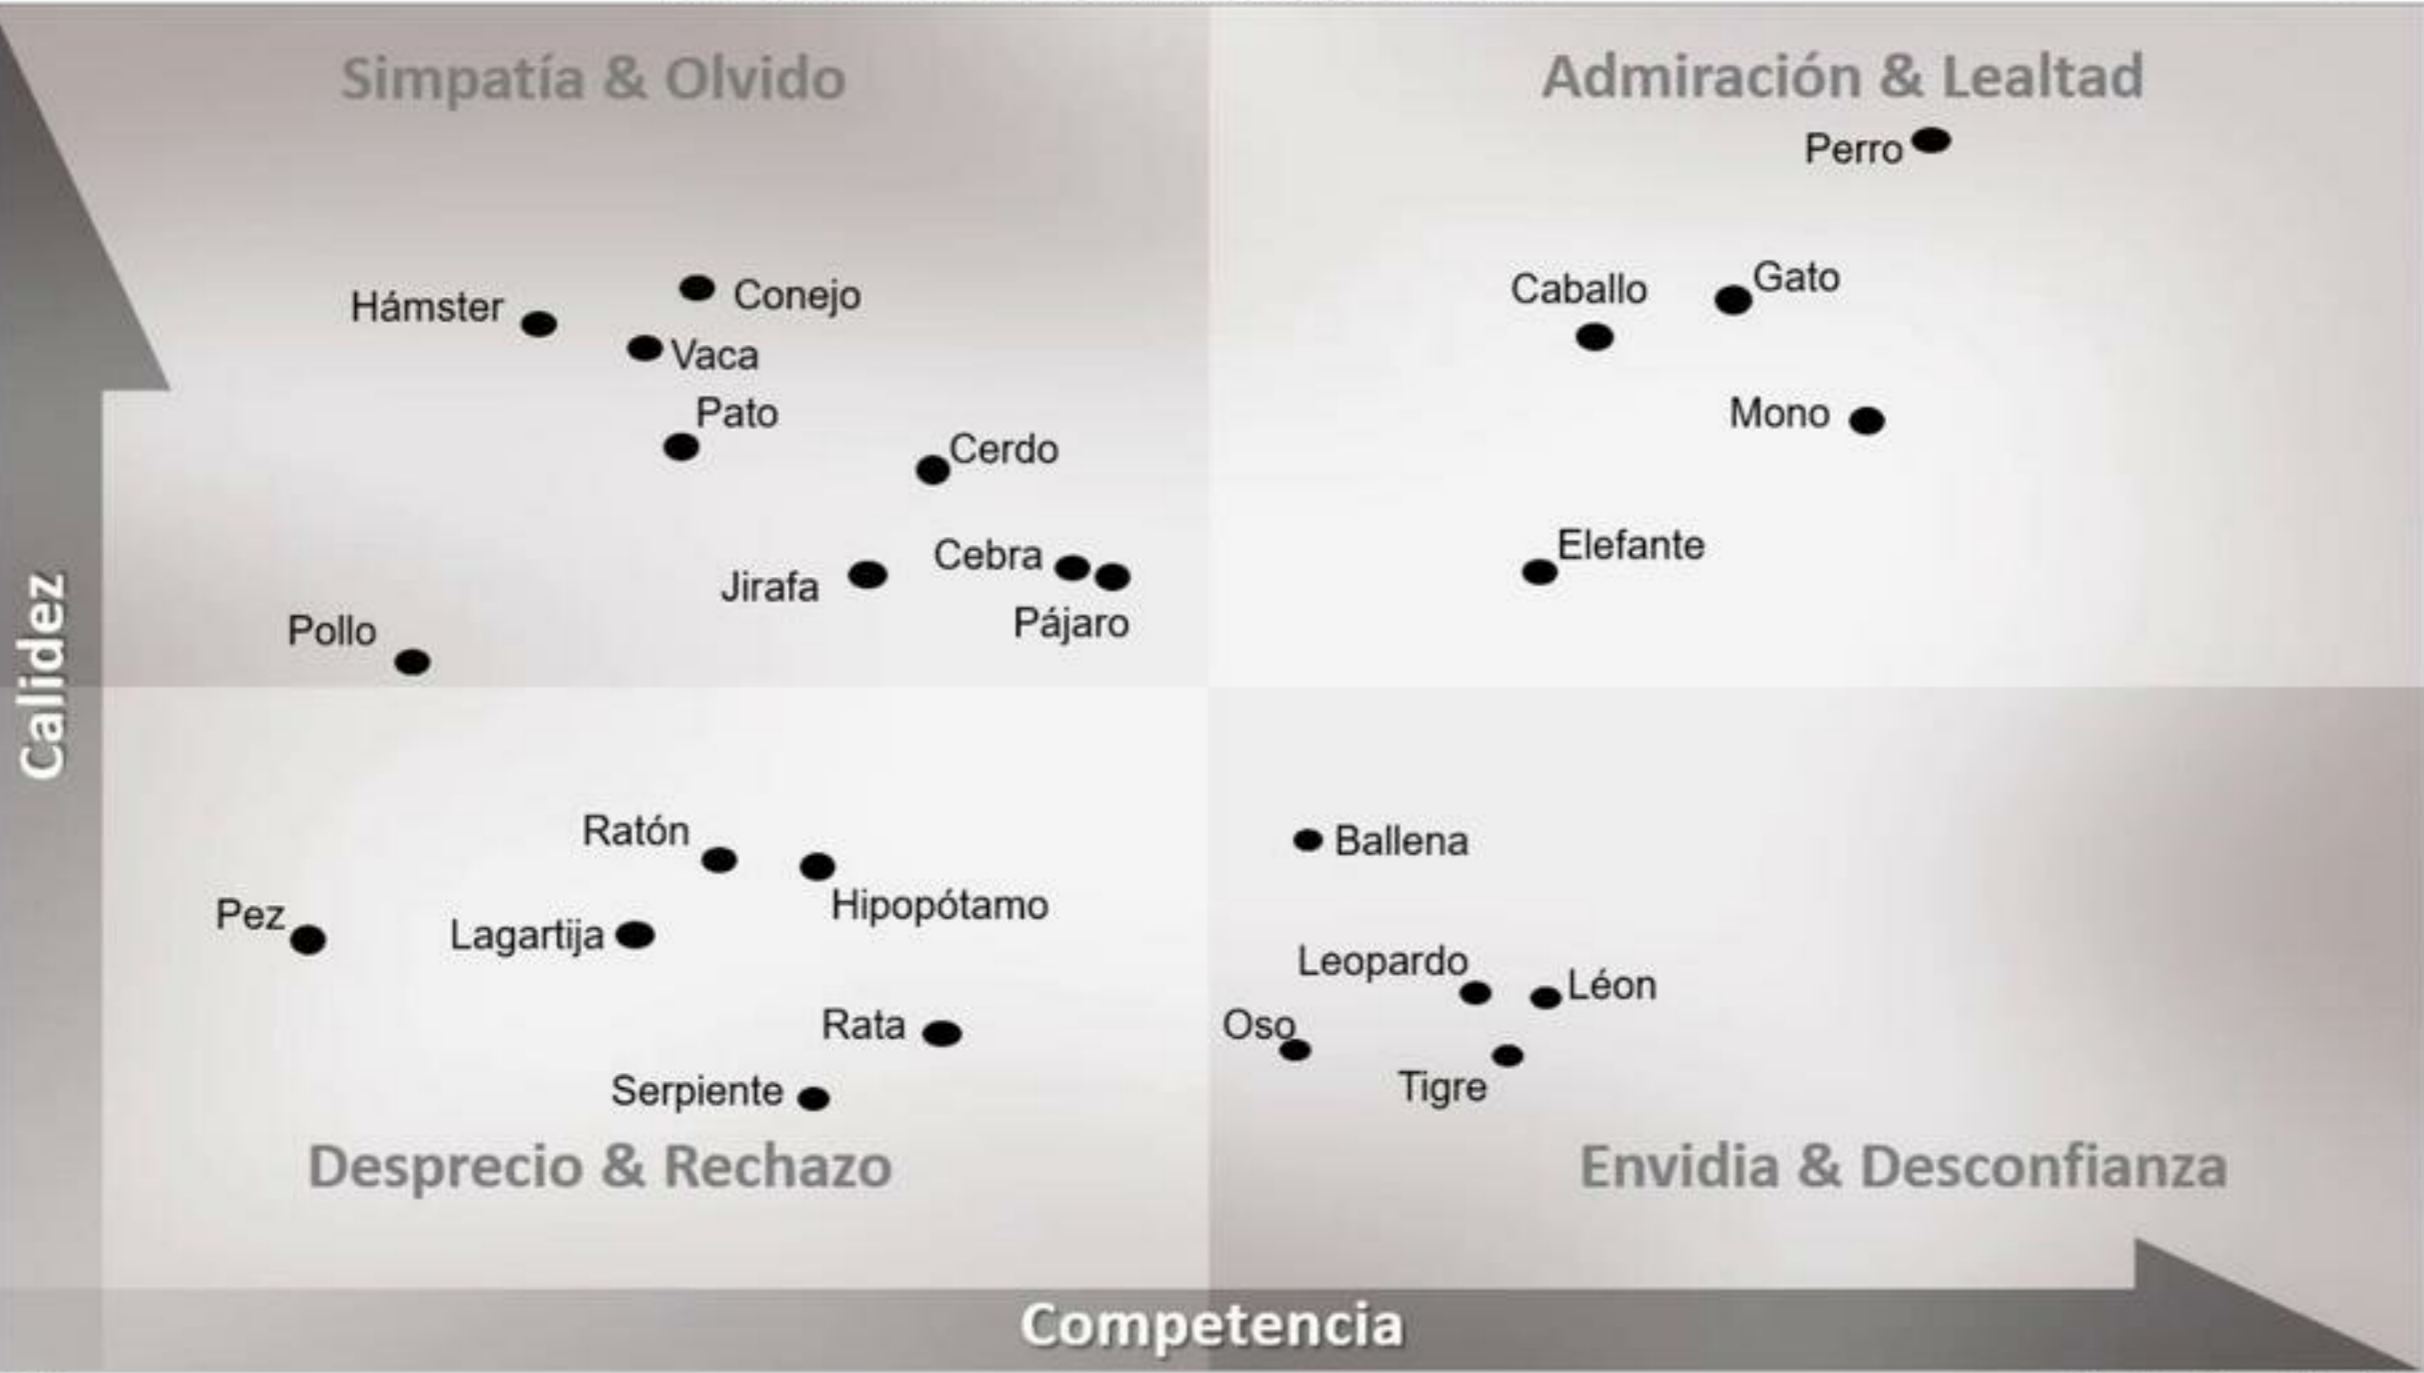 Simpatía & Olvido
Admiración & Lealtad
Perro
Hámster
Conejo
Vaca
Pato
Cerdo
Jirafa
Cebra
Pájaro
Pollo
Caballo
Gato
Mono
Elefante
Calidez
Ratón
Hipopótamo
Pez
Lagartija
Rata
Serpiente
Desprecio & Rechazo
Ballena
Leopardo
Léon
Oso
Tigre
Envidia & Desconfianza
Competencia